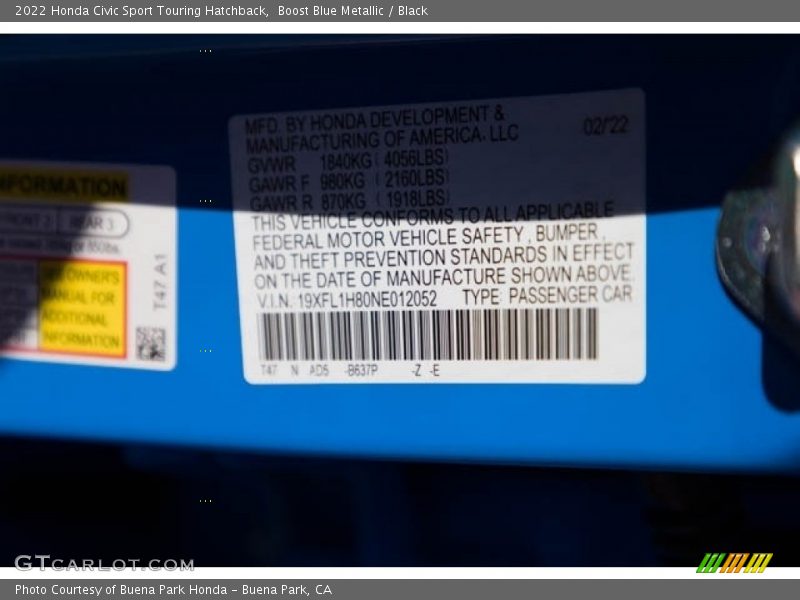 2022 Honda Civic Sport Touring Hatchback,  Boost Blue Metallic / Black
MFD. BY HONDA DEVELOPMENT &
MANUFACTURING OF AMERICA, LLC
02/22
GVWR 1840KG ( 4056LBS)
GAWR F 980KG ( 2160LBS)
GAWR R 870KG ( 1918LBS)
THIS VEHICLE CONFORMS TO ALL APPLICABLE
FEDERAL MOTOR VEHICLE SAFETY, BUMPER,
AND THEFT PREVENTION STANDARDS IN EFFECT
ON THE DATE OF MANUFACTURE SHOWN ABOVE.
V.I.N. 19XFL1H80NE012052 TYPE: PASSENGER CAR
T47 N AD5 -B637P -Z -E
NFORMATION
FRONT 2 REAR 3
SEE OWNER'S
MANUAL FOR
ADDITIONAL
INFORMATION
T47 A1
GTCARLOT.COM
Photo Courtesy of Buena Park Honda - Buena Park, CA